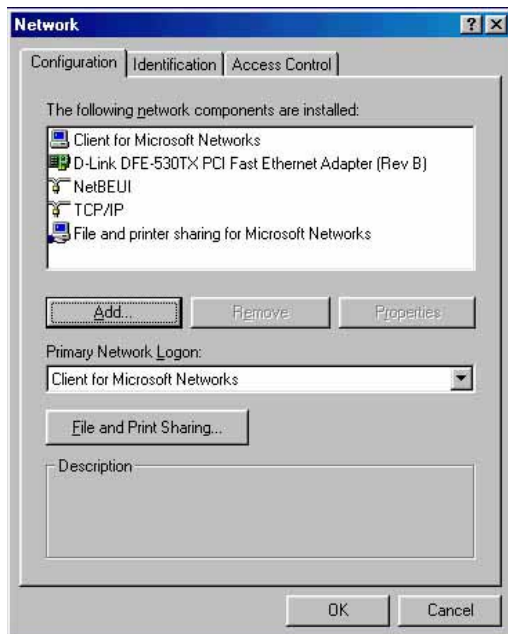 Network
Configuration Identification Access Control
The following network components are installed:
Client for Microsoft Networks
D-Link DFE-530TX PCI Fast Ethernet Adapter (Rev B)
NetBEUI
TCP/IP
File and printer sharing for Microsoft Networks
Add... Remove Properties
Primary Network Logon:
Client for Microsoft Networks
File and Print Sharing...
Description
OK Cancel